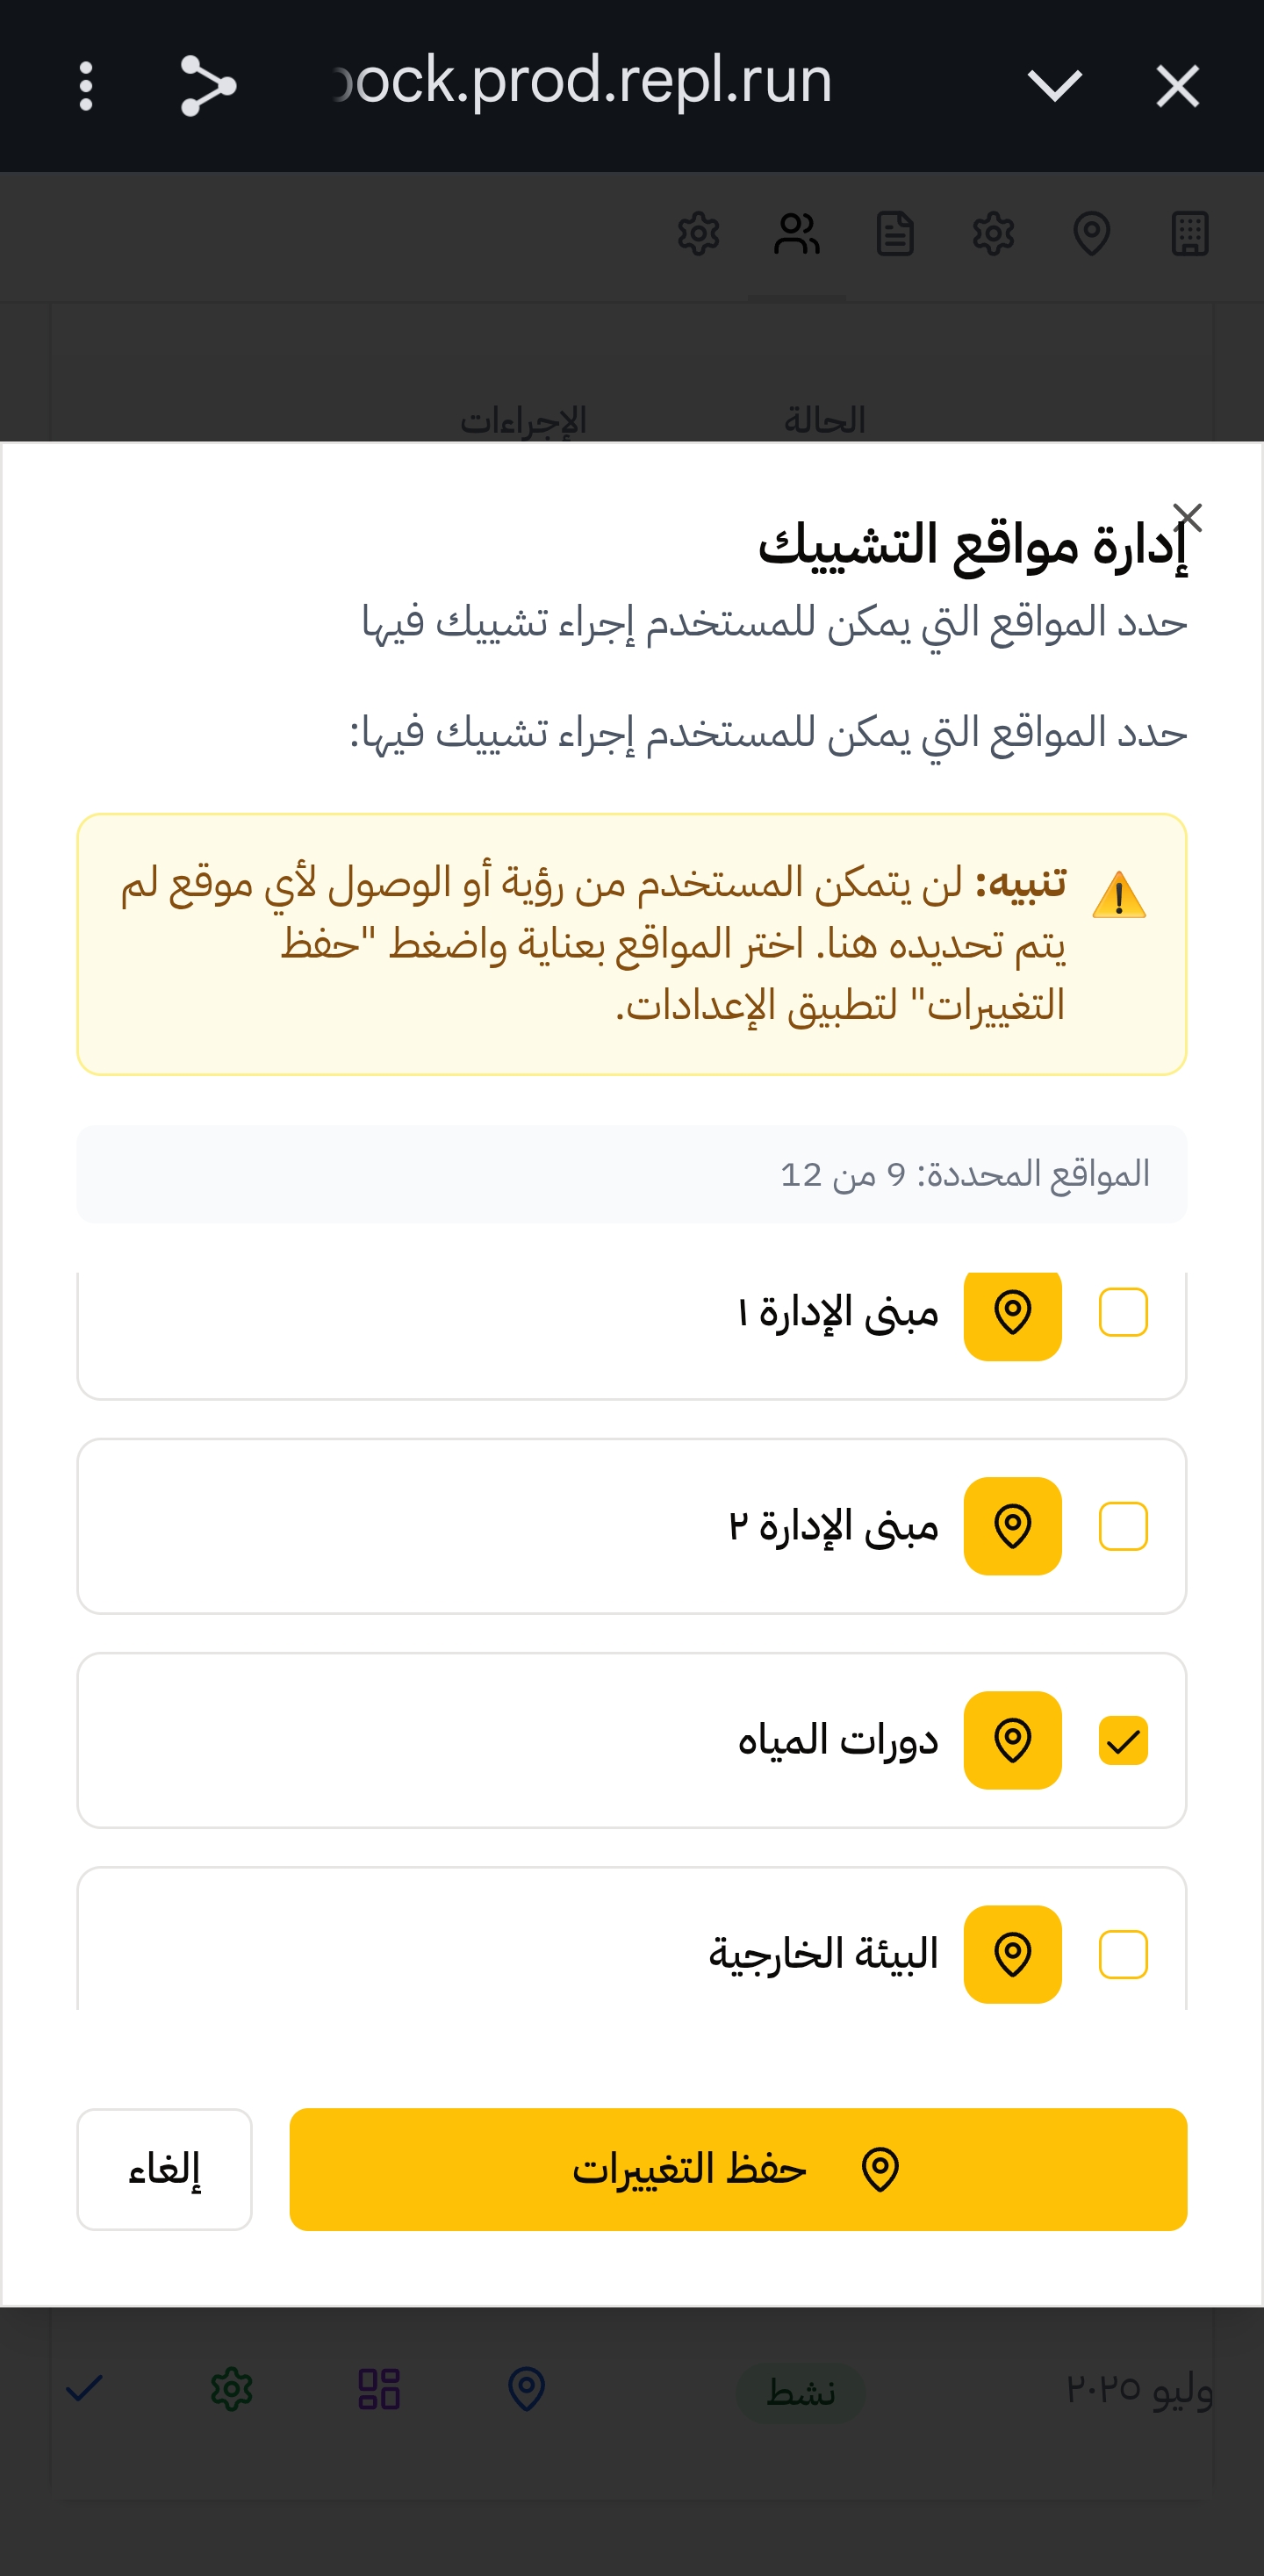 ock.prod.repl.run
الحالة
الإجراءات
إدارة مواقع التشييك
حدد المواقع التي يمكن للمستخدم إجراء تشييك فيها
حدد المواقع التي يمكن للمستخدم إجراء تشييك فيها:
تنبيه: لن يتمكن المستخدم من رؤية أو الوصول لأي موقع لم
يتم تحديده هنا. اختر المواقع بعناية واضغط "حفظ
التغييرات" لتطبيق الإعدادات.
المواقع المحددة: 9 من 12
مبنى الإدارة ١
مبنى الإدارة ٢
دورات المياه
البيئة الخارجية
حفظ التغييرات
إلغاء
وليو ٢٠٢٥
نشط